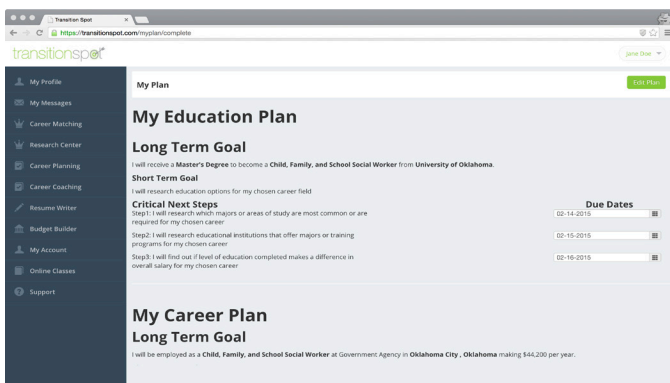 Transition Spot
https://transitionspot.com/myplan/complete
transitionspot
Jane Doe
My Profile
My Messages
Career Matching
Research Center
Career Planning
Career Coaching
Resume Writer
Budget Builder
My Account
Online Classes
Support
My Plan
Edit Plan
My Education Plan
Long Term Goal
I will receive a Master's Degree to become a Child, Family, and School Social Worker from University of Oklahoma.
Short Term Goal
I will research education options for my chosen career field
Critical Next Steps
Due Dates
Step1: I will research which majors or areas of study are most common or are
required for my chosen career
02-14-2015
Step2: I will research educational institutions that offer majors or training
programs for my chosen career
02-15-2015
Step3: I will find out if level of education completed makes a difference in
overall salary for my chosen career
02-16-2015
My Career Plan
Long Term Goal
I will be employed as a Child, Family, and School Social Worker at Government Agency in Oklahoma City , Oklahoma making $44,200 per year.